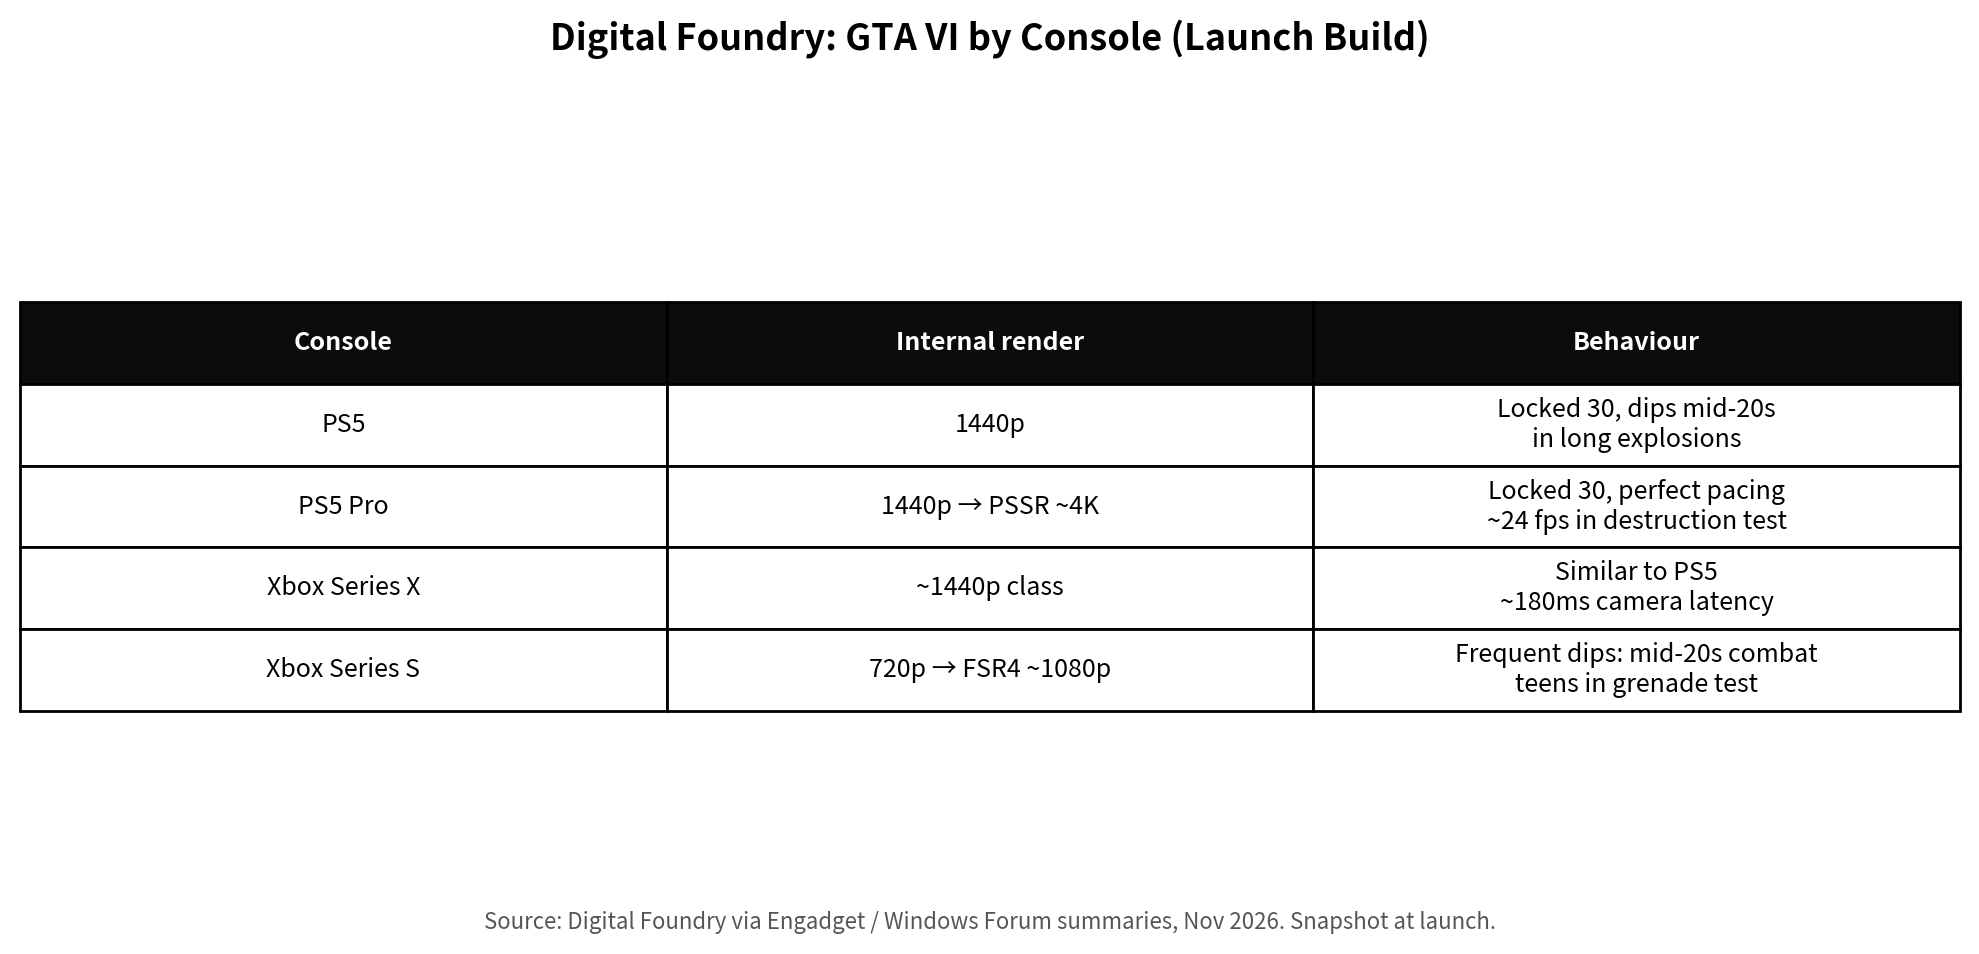 Digital Foundry: GTA VI by Console (Launch Build)
Console
Internal render
Behaviour
PS5
1440p
Locked 30, dips mid-20s
in long explosions
PS5 Pro
1440p → PSSR ~4K
Locked 30, perfect pacing
~24 fps in destruction test
Xbox Series X
~1440p class
Similar to PS5
~180ms camera latency
Xbox Series S
720p → FSR4 ~1080p
Frequent dips: mid-20s combat
teens in grenade test
Source: Digital Foundry via Engadget / Windows Forum summaries, Nov 2026. Snapshot at launch.